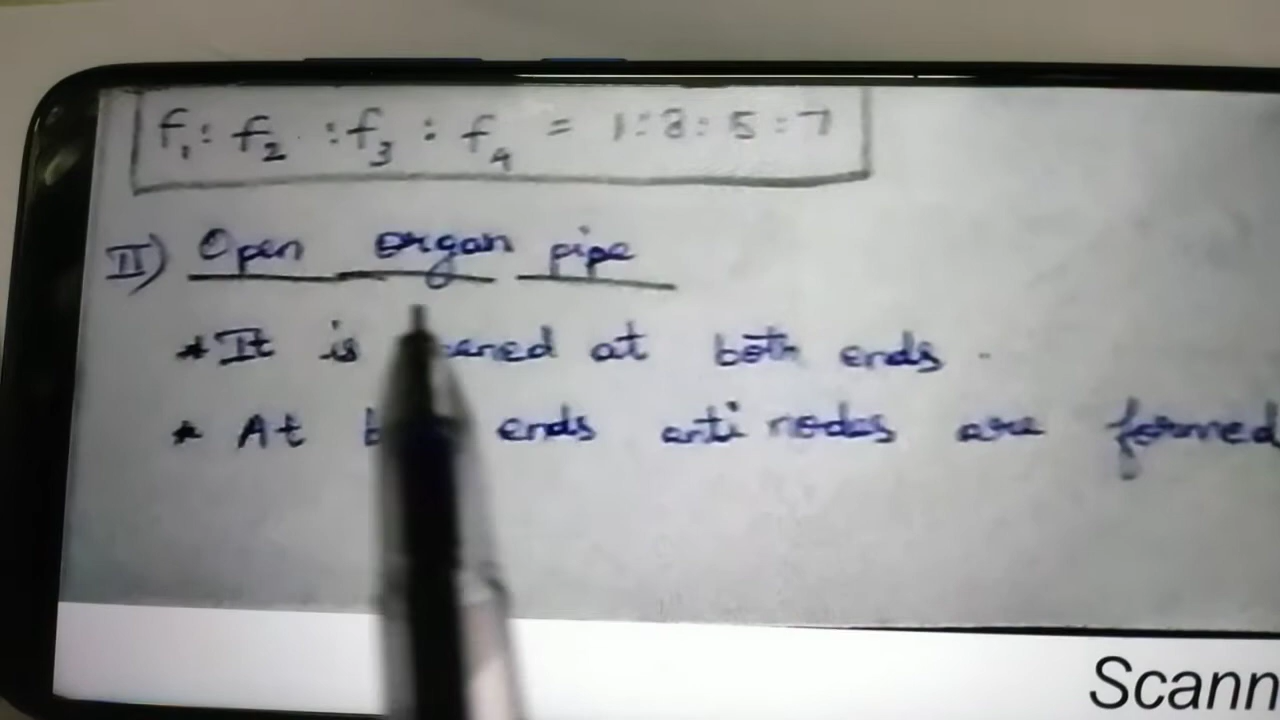 f₁ : f₂ : f₃ : f₄ = 1:3:5:7
II) Open organ pipe
* It is at both ends.
* At ends anti nodes are formed
Scann